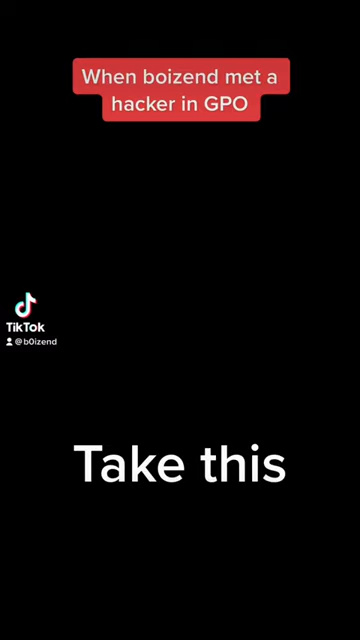 When boizend met a
hacker in GPO
TikTok
@b0izend
Take this